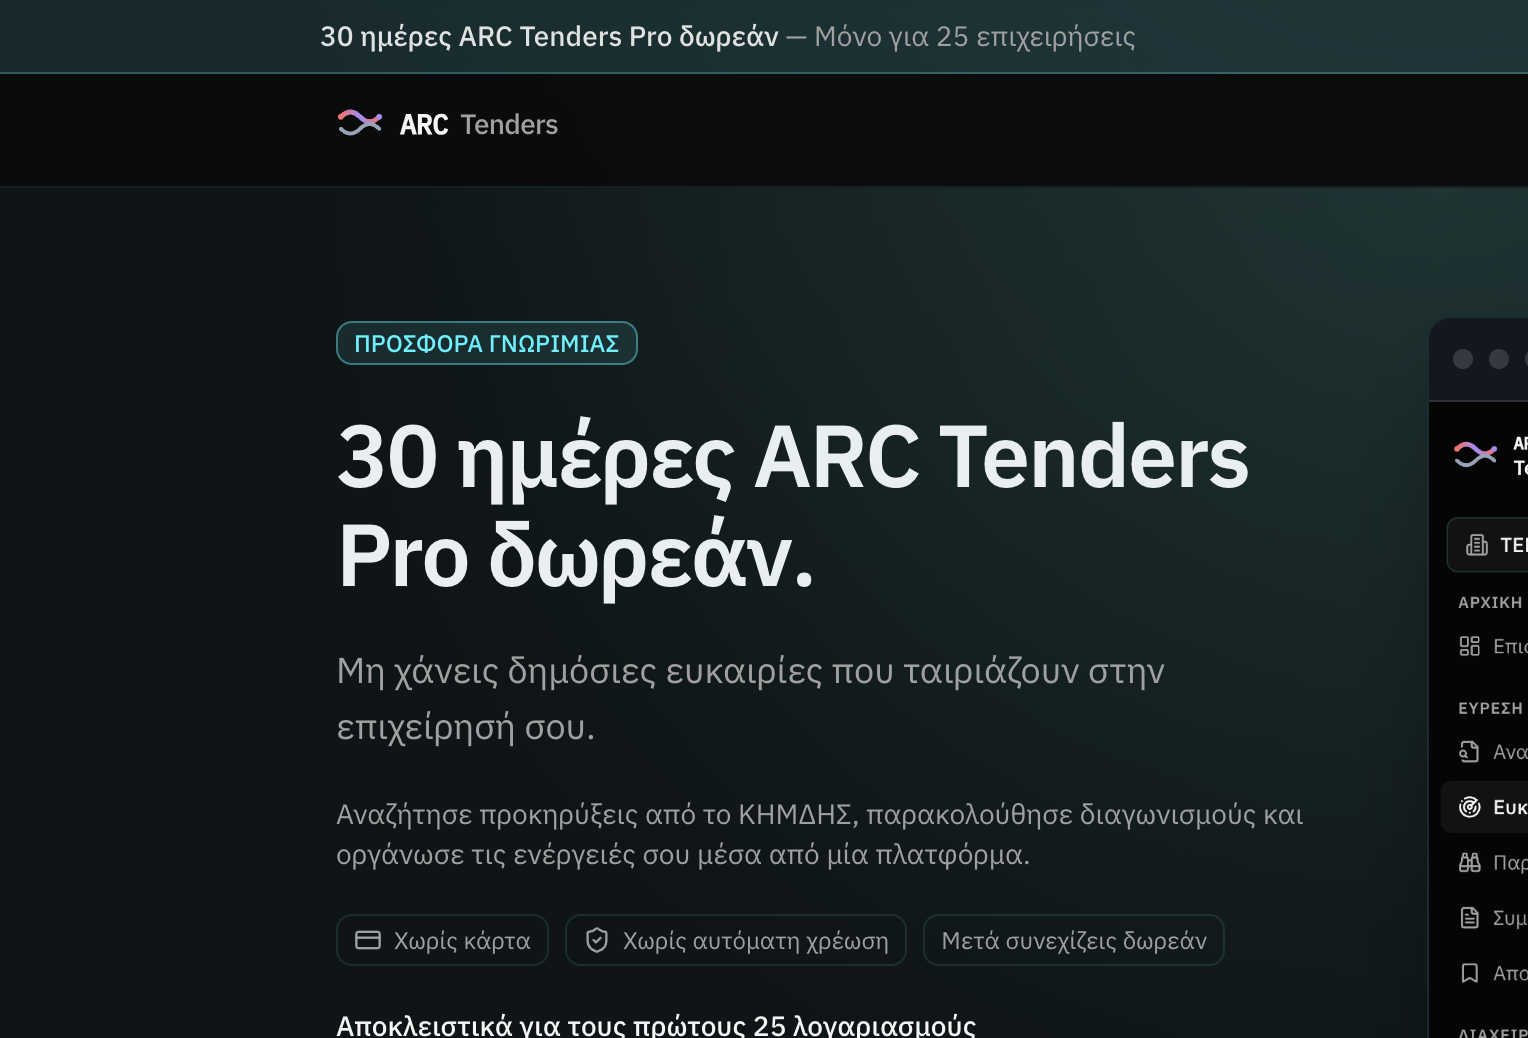 30 ημέρες ARC Tenders Pro δωρεάν — Μόνο για 25 επιχειρήσεις
ARC Tenders
ΠΡΟΣΦΟΡΑ ΓΝΩΡΙΜΙΑΣ
30 ημέρες ARC Tenders
Pro δωρεάν.
Μη χάνεις δημόσιες ευκαιρίες που ταιριάζουν στην
επιχείρησή σου.
Αναζήτησε προκηρύξεις από το ΚΗΜΔΗΣ, παρακολούθησε διαγωνισμούς και
οργάνωσε τις ενέργειές σου μέσα από μία πλατφόρμα.
Χωρίς κάρτα
Χωρίς αυτόματη χρέωση
Μετά συνεχίζεις δωρεάν
Αποκλειστικά για τους πρώτους 25 λογαριασμούς
ΑΡΧΙΚΗ
ΕΥΡΕΣΗ